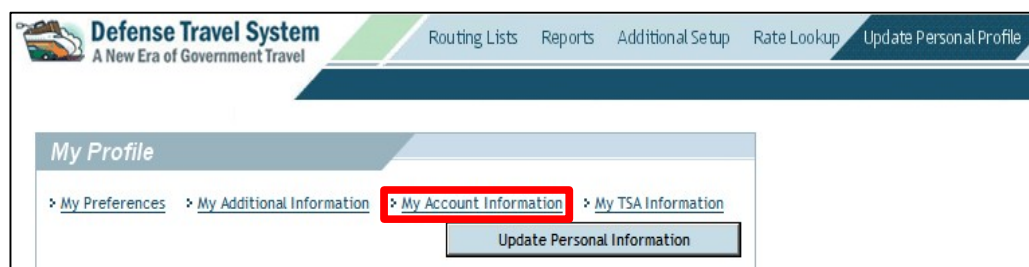 Defense Travel System
A New Era of Government Travel
Routing Lists Reports Additional Setup Rate Lookup Update Personal Profile
My Profile
My Preferences My Additional Information My Account Information My TSA Information
Update Personal Information